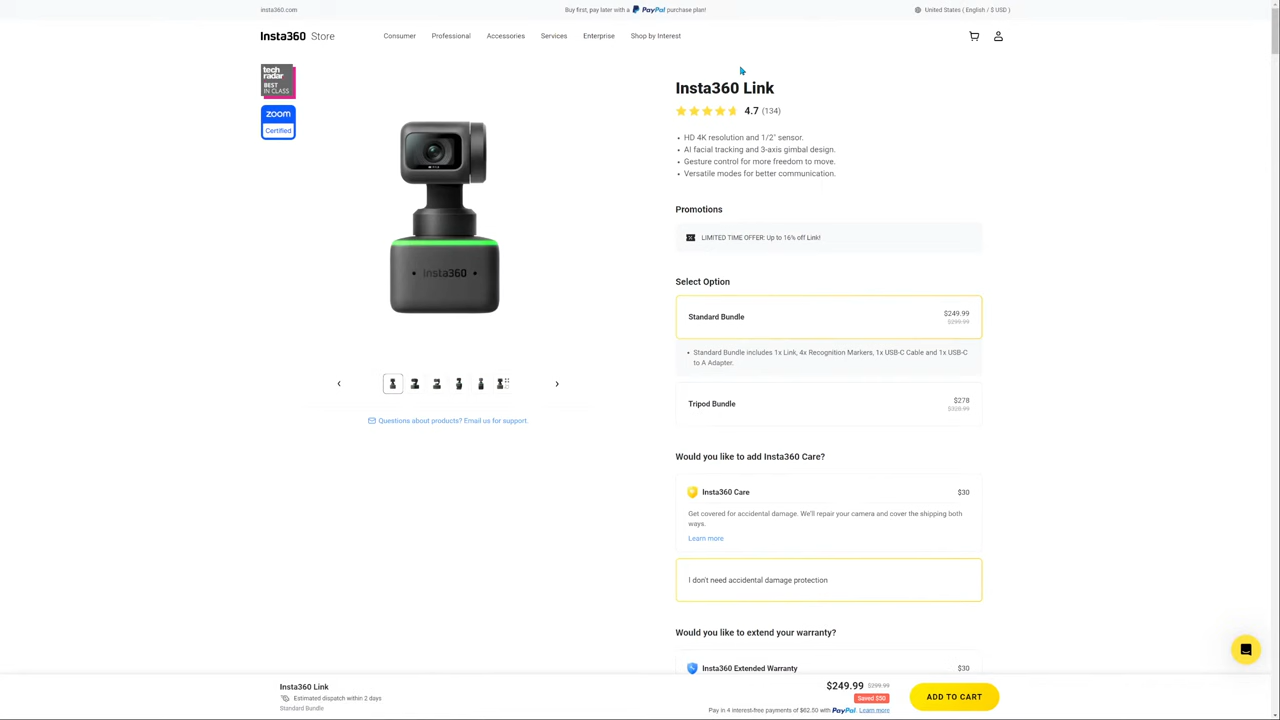 insta360.com
Buy first, pay later with a PayPal purchase plan!
United States ( English / $ USD )
Insta360 Store
Consumer
Professional
Accessories
Services
Enterprise
Shop by Interest
tech
radar
BEST
IN CLASS
zoom
Certified
Insta360
Insta360 Link
4.7 (134)
• HD 4K resolution and 1/2" sensor.
• AI facial tracking and 3-axis gimbal design.
• Gesture control for more freedom to move.
• Versatile modes for better communication.
Promotions
LIMITED TIME OFFER: Up to 16% off Link!
Select Option
Standard Bundle
$249.99
$299.99
• Standard Bundle includes 1x Link, 4x Recognition Markers, 1x USB-C Cable and 1x USB-C
to A Adapter.
Tripod Bundle
$278
$328.99
Questions about products? Email us for support.
Would you like to add Insta360 Care?
Insta360 Care
$30
Get covered for accidental damage. We'll repair your camera and cover the shipping both
ways.
Learn more
I don't need accidental damage protection
Would you like to extend your warranty?
Insta360 Extended Warranty
$30
Insta360 Link
Estimated dispatch within 2 days
Standard Bundle
$249.99 $299.99
Saved $50
Pay in 4 interest-free payments of $62.50 with PayPal. Learn more
ADD TO CART